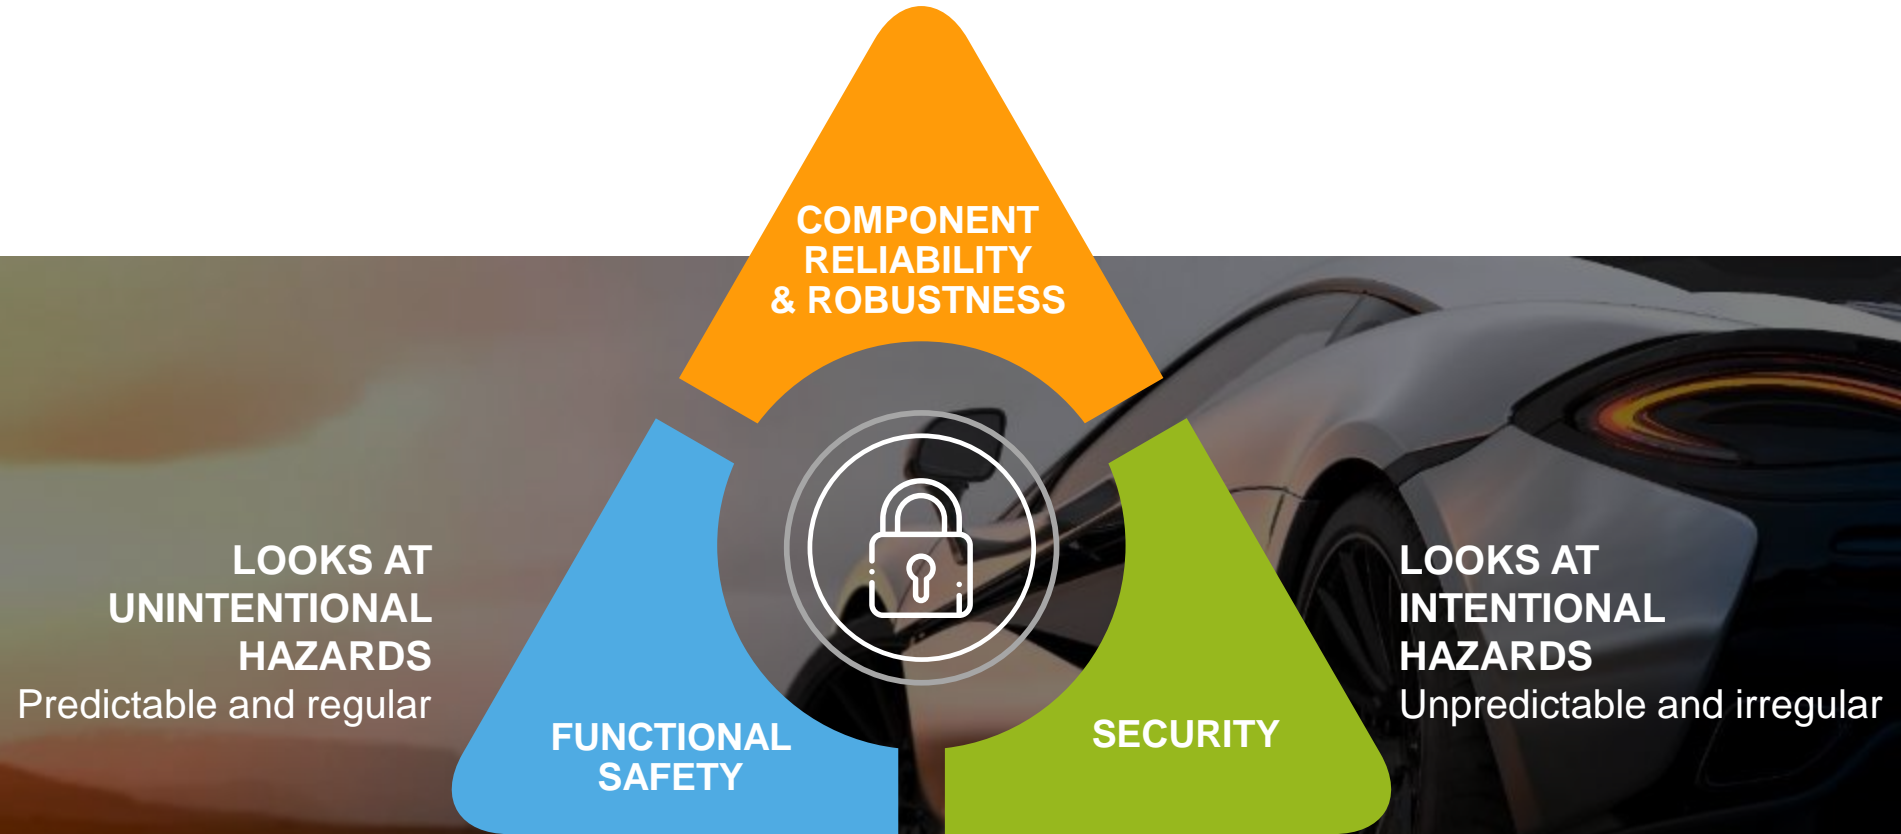 COMPONENT
RELIABILITY
& ROBUSTNESS
LOOKS AT
UNINTENTIONAL
HAZARDS
Predictable and regular
LOOKS AT
INTENTIONAL
HAZARDS
Unpredictable and irregular
FUNCTIONAL
SAFETY
SECURITY